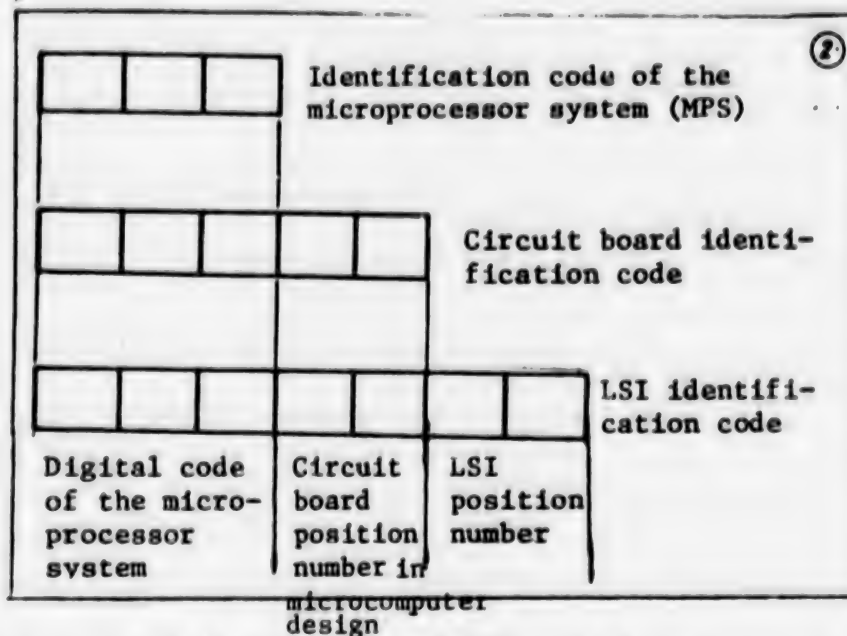 ②
Identification code of the
microprocessor system (MPS)
Circuit board identi-
fication code
LSI identifi-
cation code
Digital code
of the micro-
processor
system
Circuit
board
position
number in
microcomputer
design
LSI
position
number